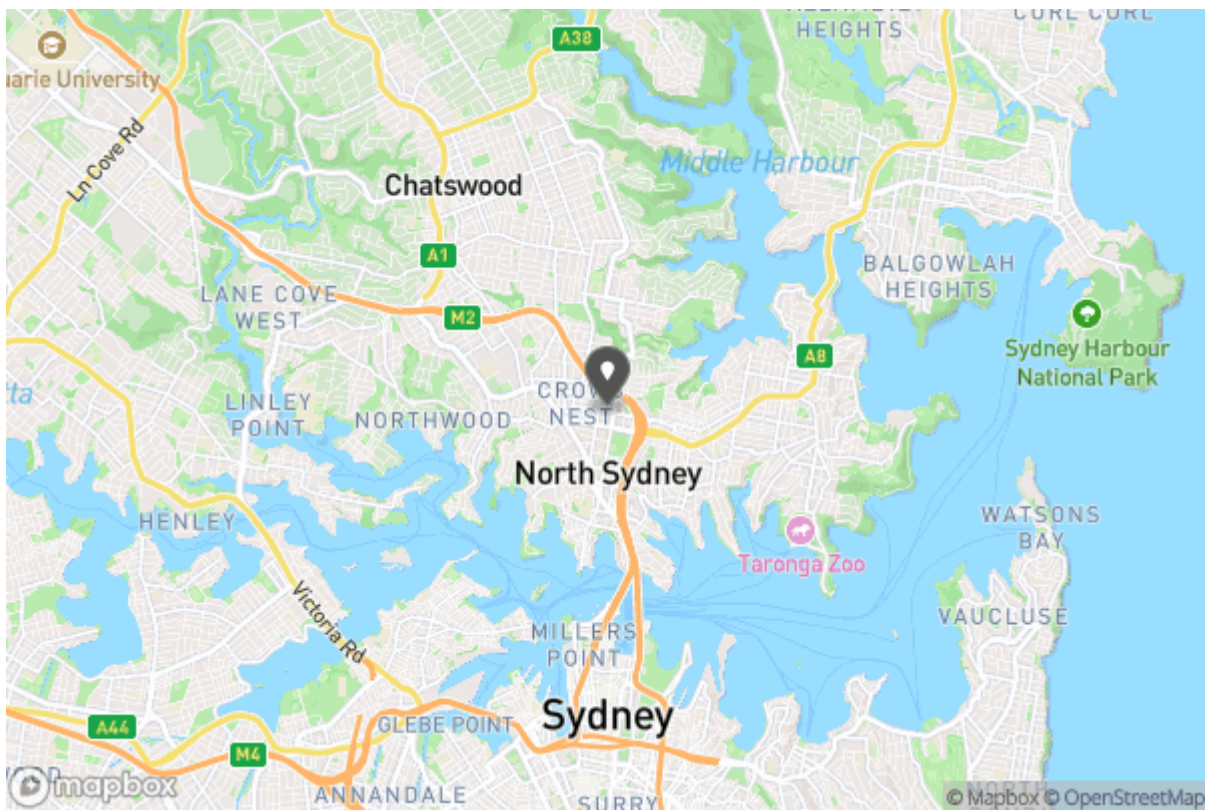 CURL CURL
HEIGHTS
A38
uarie University
Ln Cove Rd
Middle Harbour
Chatswood
A1
BALGOWLAH
HEIGHTS
LANE COVE
WEST
M2
Sydney Harbour
National Park
A8
CROWS
NEST
LINLEY
POINT
NORTHWOOD
North Sydney
HENLEY
WATSONS
BAY
Taronga Zoo
Victoria Rd
MILLERS
POINT
VAUCLUSE
Sydney
GLEBE POINT
A44
M4
mapbox
ANNANDALE
SURRY
© Mapbox © OpenStreetMap